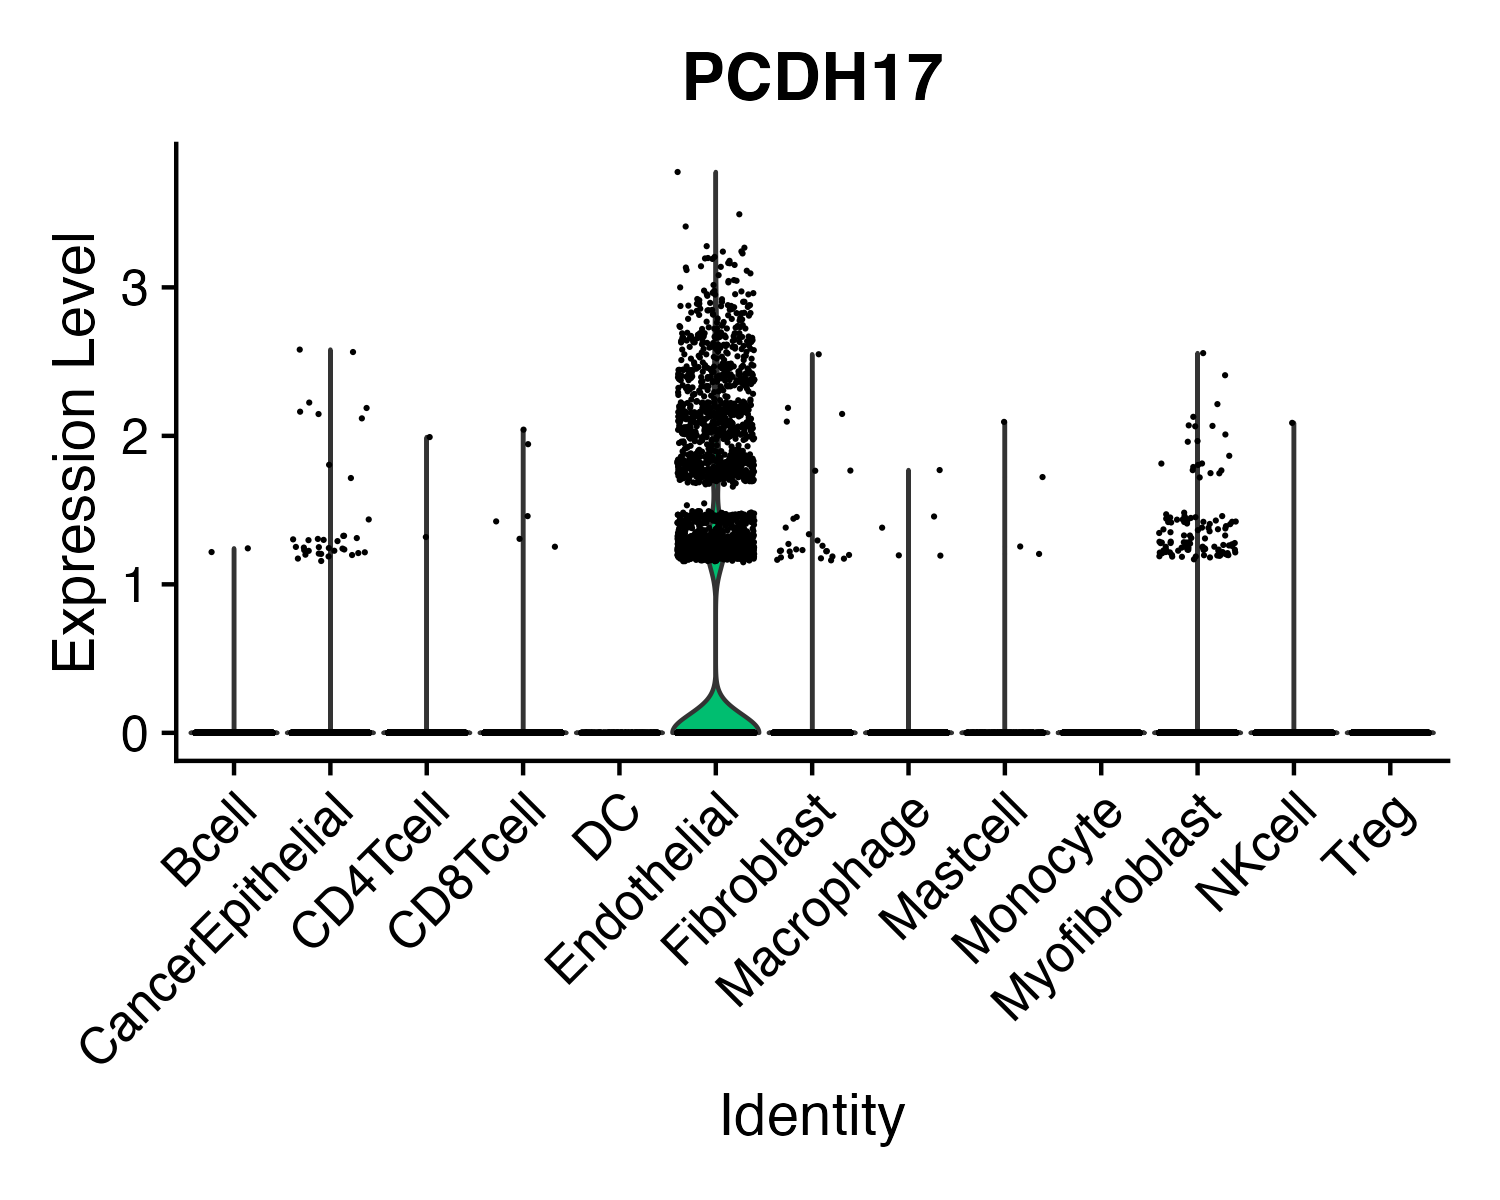 PCDH17
Expression Level
3
2
1
0
Bcell
CancerEpithelial
CD4Tcell
CD8Tcell
DC
Endothelial
Fibroblast
Macrophage
Mastcell
Monocyte
Myofibroblast
NKcell
Treg
Identity